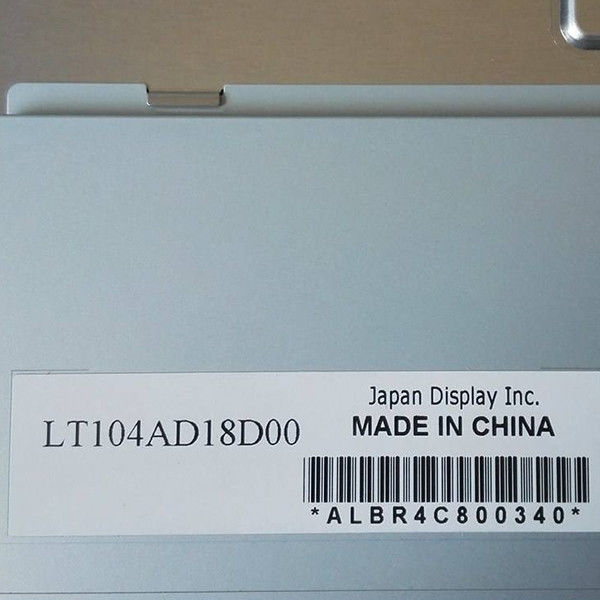 LT104AD18D00
Japan Display Inc.
MADE IN CHINA
*ALBR4C800340*